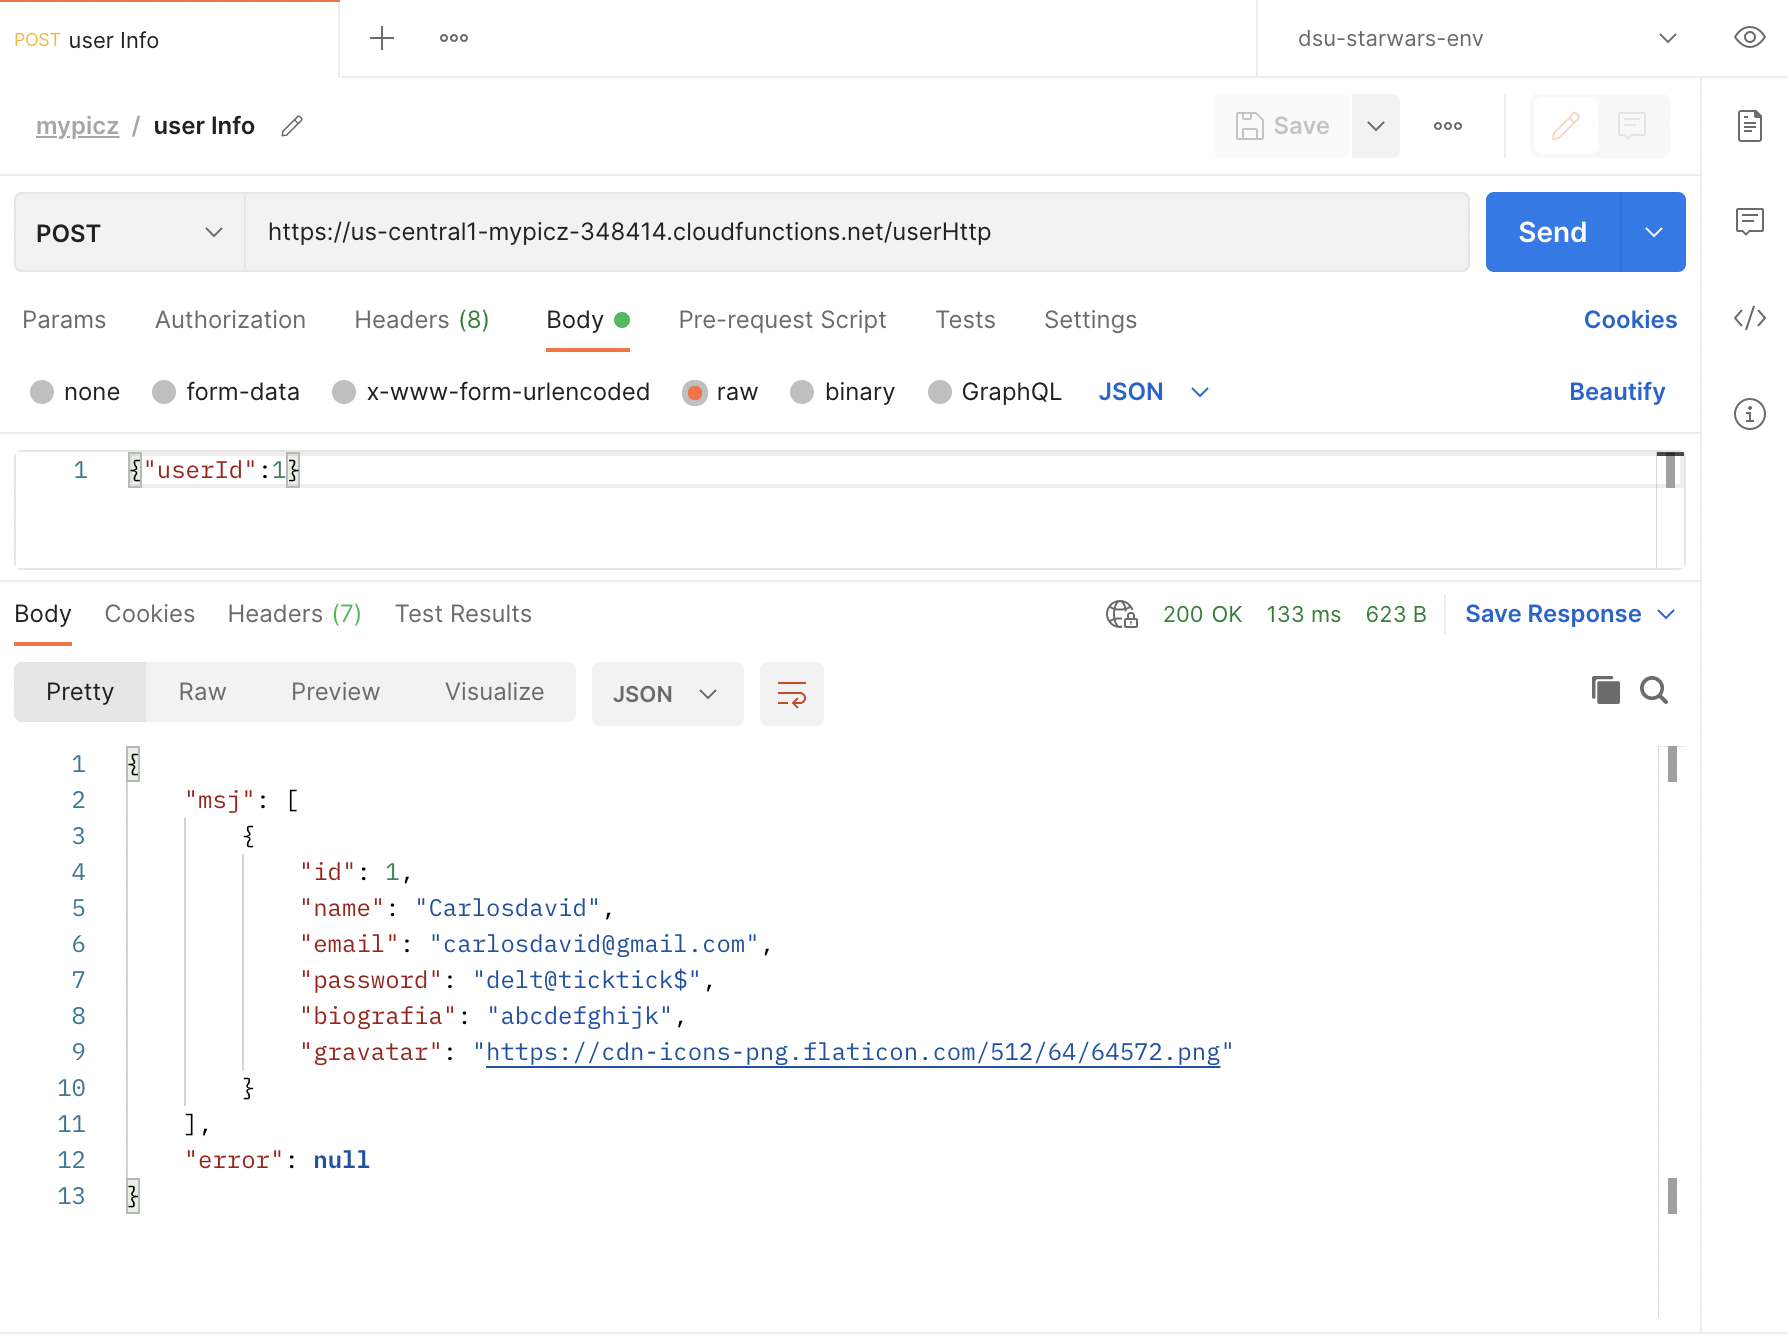 POST user Info
dsu-starwars-env
mypicz / user Info
Save
POST https://us-central1-mypicz-348414.cloudfunctions.net/userHttp Send
Params Authorization Headers (8) Body Pre-request Script Tests Settings Cookies
none form-data x-www-form-urlencoded raw binary GraphQL JSON Beautify
1 {"userId":1}
Body Cookies Headers (7) Test Results 200 OK 133 ms 623 B Save Response
Pretty Raw Preview Visualize JSON
1 {
2 "msj": [
3 {
4 "id": 1,
5 "name": "Carlosdavid",
6 "email": "carlosdavid@gmail.com",
7 "password": "delt@ticktick$",
8 "biografia": "abcdefghijk",
9 "gravatar": "https://cdn-icons-png.flaticon.com/512/64/64572.png"
10 }
11 ],
12 "error": null
13 }